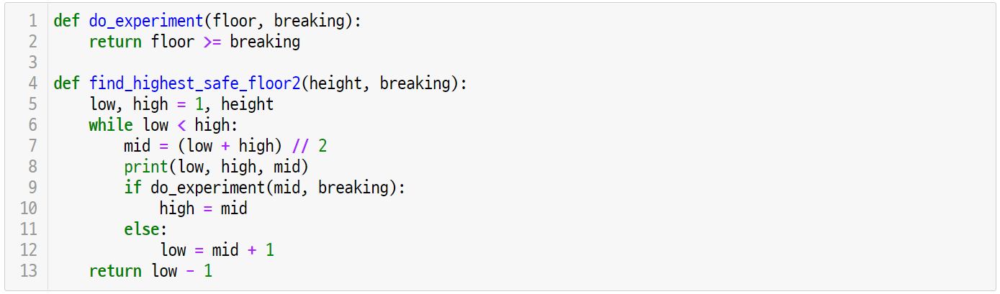 1 def do_experiment(floor, breaking):
2     return floor >= breaking
3
4 def find_highest_safe_floor2(height, breaking):
5     low, high = 1, height
6     while low < high:
7         mid = (low + high) // 2
8         print(low, high, mid)
9         if do_experiment(mid, breaking):
10             high = mid
11         else:
12             low = mid + 1
13     return low - 1